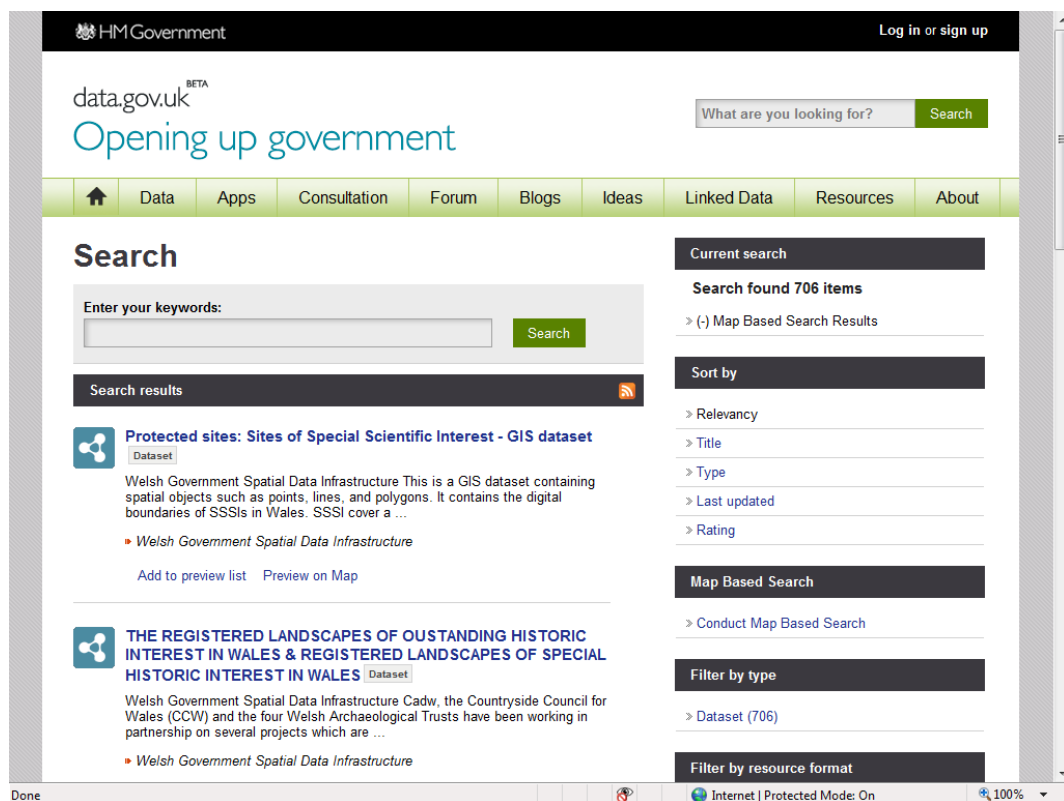 HM Government
Log in or sign up
data.gov.uk BETA
Opening up government
What are you looking for?
Search
Data
Apps
Consultation
Forum
Blogs
Ideas
Linked Data
Resources
About
Search
Enter your keywords:
Search
Search results
Protected sites: Sites of Special Scientific Interest - GIS dataset
Dataset
Welsh Government Spatial Data Infrastructure This is a GIS dataset containing
spatial objects such as points, lines, and polygons. It contains the digital
boundaries of SSSIs in Wales. SSSI cover a ...
Welsh Government Spatial Data Infrastructure
Add to preview list Preview on Map
THE REGISTERED LANDSCAPES OF OUSTANDING HISTORIC
INTEREST IN WALES & REGISTERED LANDSCAPES OF SPECIAL
HISTORIC INTEREST IN WALES Dataset
Welsh Government Spatial Data Infrastructure Cadw, the Countryside Council for
Wales (CCW) and the four Welsh Archaeological Trusts have been working in
partnership on several projects which are ...
Welsh Government Spatial Data Infrastructure
Current search
Search found 706 items
» (-) Map Based Search Results
Sort by
» Relevancy
» Title
» Type
» Last updated
» Rating
Map Based Search
» Conduct Map Based Search
Filter by type
» Dataset (706)
Filter by resource format
Done
Internet | Protected Mode: On
100%